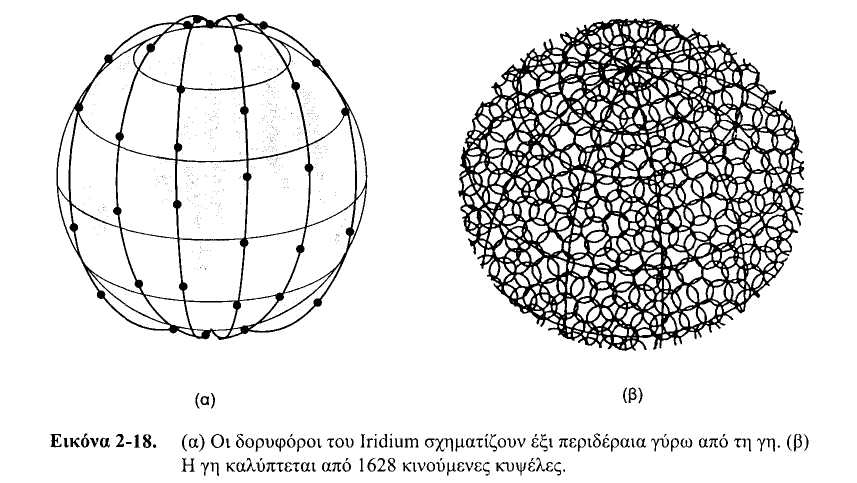 (α)
(β)
Εικόνα 2-18. (α) Οι δορυφόροι του Iridium σχηματίζουν έξι περιδέραια γύρω από τη γη. (β)
Η γη καλύπτεται από 1628 κινούμενες κυψέλες.